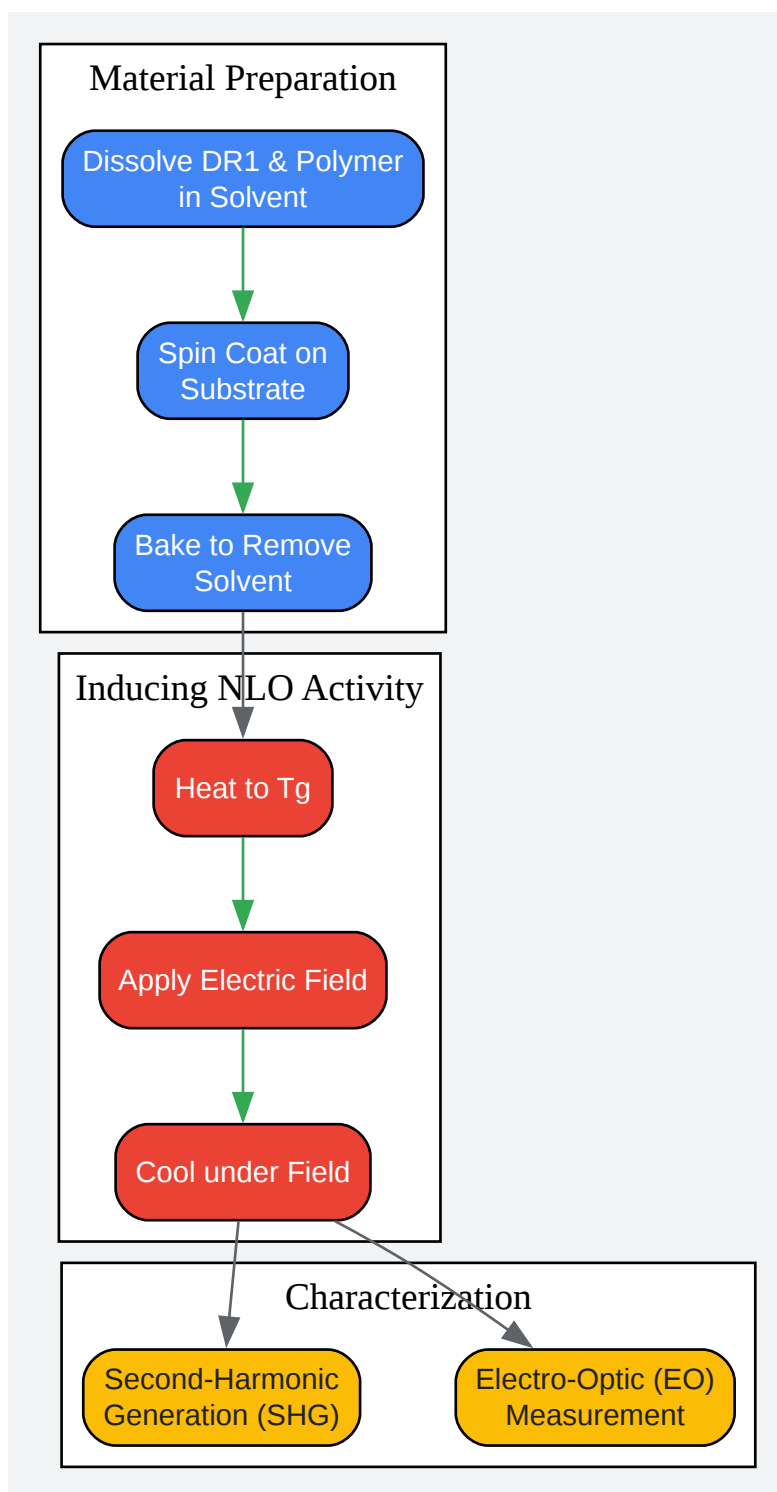 Material Preparation
Dissolve DR1 & Polymer
in Solvent
Spin Coat on
Substrate
Bake to Remove
Solvent
Inducing NLO Activity
Heat to Tg
Apply Electric Field
Cool under Field
Characterization
Second-Harmonic
Generation (SHG)
Electro-Optic (EO)
Measurement